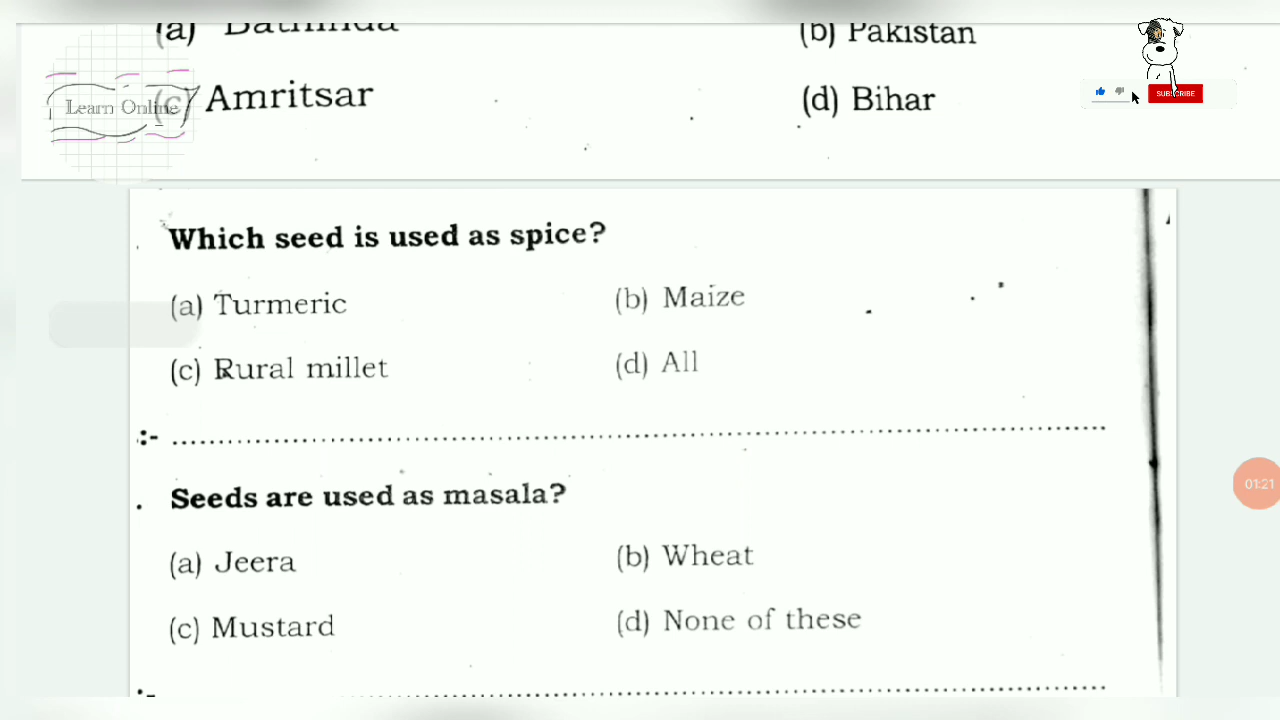 (a)
(b) Pakistan
Learn Online
(c) Amritsar
(d) Bihar
SUBSCRIBE
Which seed is used as spice?
(a) Turmeric
(b) Maize
(c) Rural millet
(d) All
:- ........................................................................
Seeds are used as masala?
(a) Jeera
(b) Wheat
(c) Mustard
(d) None of these
01:21